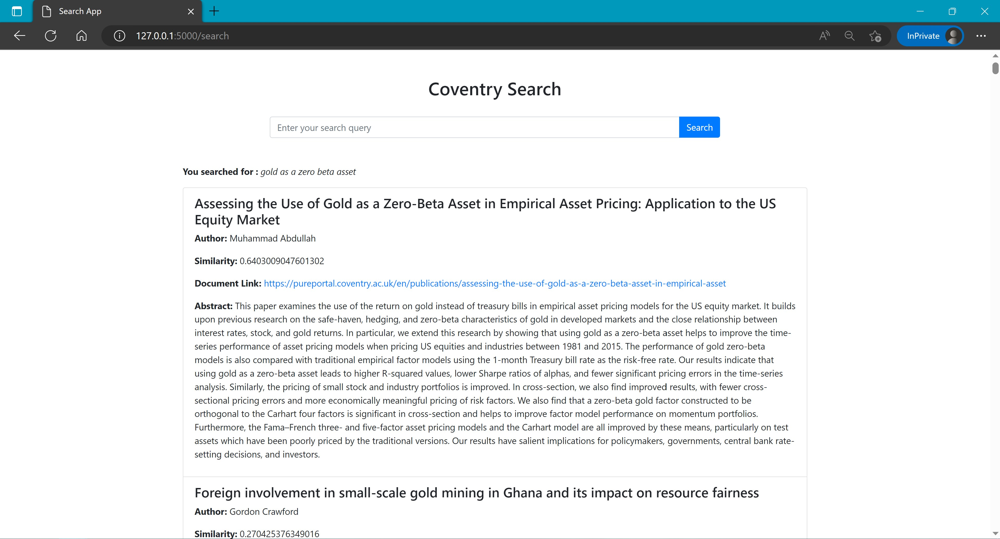 Search App
127.0.0.1:5000/search
InPrivate
Coventry Search
Enter your search query
Search
You searched for : gold as a zero beta asset
Assessing the Use of Gold as a Zero-Beta Asset in Empirical Asset Pricing: Application to the US
Equity Market
Author: Muhammad Abdullah
Similarity: 0.6403009047601302
Document Link: https://pureportal.coventry.ac.uk/en/publications/assessing-the-use-of-gold-as-a-zero-beta-asset-in-empirical-asset
Abstract: This paper examines the use of the return on gold instead of treasury bills in empirical asset pricing models for the US equity market. It builds
upon previous research on the safe-haven, hedging, and zero-beta characteristics of gold in developed markets and the close relationship between
interest rates, stock, and gold returns. In particular, we extend this research by showing that using gold as a zero-beta asset helps to improve the time-
series performance of asset pricing models when pricing US equities and industries between 1981 and 2015. The performance of gold zero-beta
models is also compared with traditional empirical factor models using the 1-month Treasury bill rate as the risk-free rate. Our results indicate that
using gold as a zero-beta asset leads to higher R-squared values, lower Sharpe ratios of alphas, and fewer significant pricing errors in the time-series
analysis. Similarly, the pricing of small stock and industry portfolios is improved. In cross-section, we also find improved results, with fewer cross-
sectional pricing errors and more economically meaningful pricing of risk factors. We also find that a zero-beta gold factor constructed to be
orthogonal to the Carhart four factors is significant in cross-section and helps to improve factor model performance on momentum portfolios.
Furthermore, the Fama–French three- and five-factor asset pricing models and the Carhart model are all improved by these means, particularly on test
assets which have been poorly priced by the traditional versions. Our results have salient implications for policymakers, governments, central bank rate-
setting decisions, and investors.
Foreign involvement in small-scale gold mining in Ghana and its impact on resource fairness
Author: Gordon Crawford
Similarity: 0.270425376349016